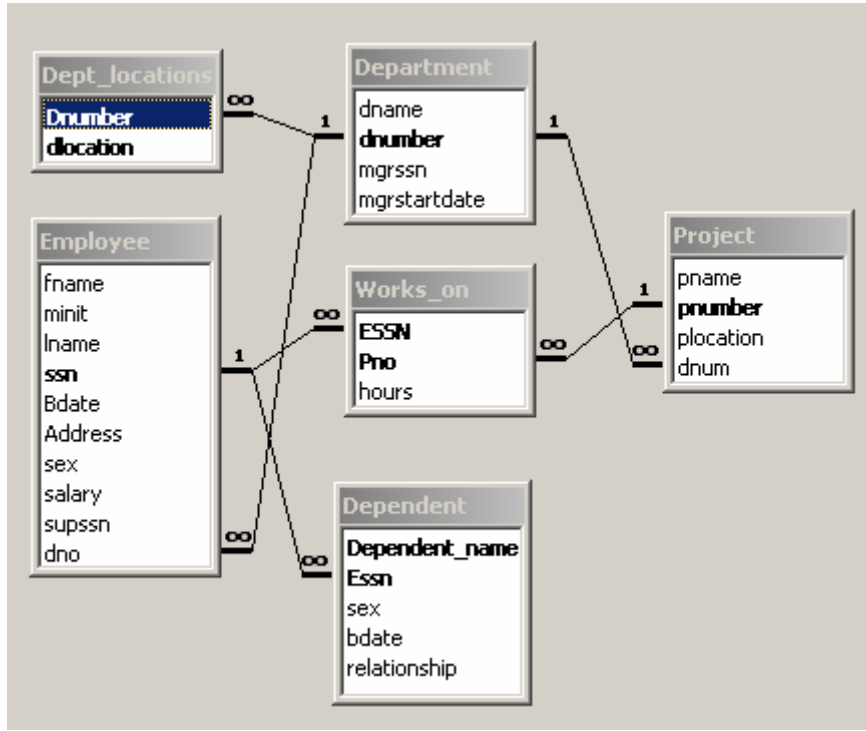 Dept_locations
Dnumber
dlocation
Department
dname
dnumber
mgrssn
mgrstartdate
Employee
fname
minit
lname
ssn
Bdate
Address
sex
salary
supssn
dno
Works_on
ESSN
Pno
hours
Project
pname
pnumber
plocation
dnum
Dependent
Dependent_name
Essn
sex
bdate
relationship
∞
1
1
∞
1
1
∞
∞
∞
∞